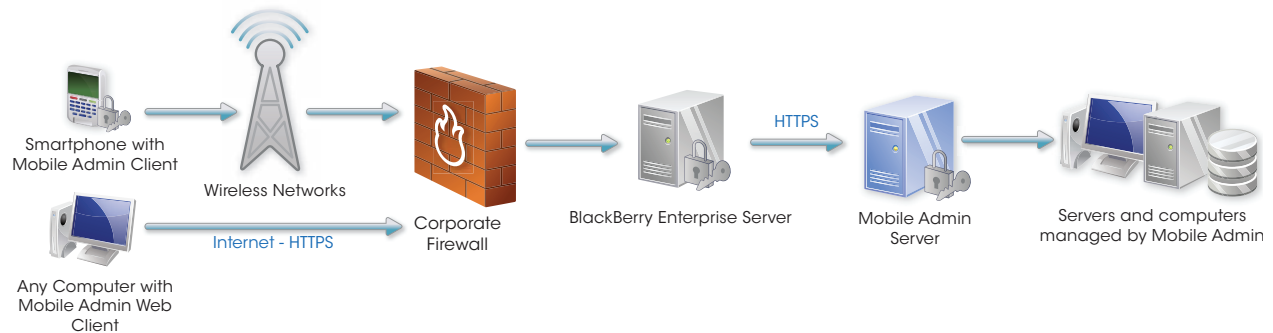 Smartphone with
Mobile Admin Client
Wireless Networks
Any Computer with
Mobile Admin Web
Client
Internet - HTTPS
Corporate
Firewall
BlackBerry Enterprise Server
HTTPS
Mobile Admin
Server
Servers and computers
managed by Mobile Admin